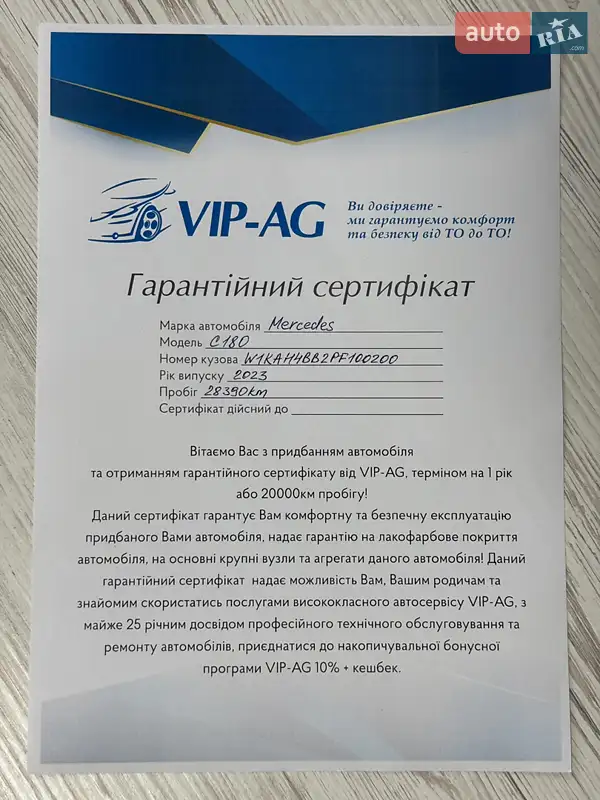 auto RIA .com
VIP-AG
Ви довіряєте -
ми гарантуємо комфорт
та безпеку від ТО до ТО!
Гарантійний сертифікат
Марка автомобіля Mercedes
Модель C180
Номер кузова W1KAH4BB2PF100200
Рік випуску 2023
Пробіг 28390km
Сертифікат дійсний до
Вітаємо Вас з придбанням автомобіля
та отриманням гарантійного сертифікату від VIP-AG, терміном на 1 рік
або 20000км пробігу!
Даний сертифікат гарантує Вам комфортну та безпечну експлуатацію
придбаного Вами автомобіля, надає гарантію на лакофарбове покриття
автомобіля, на основні крупні вузли та агрегати даного автомобіля! Даний
гарантійний сертифікат надає можливість Вам, Вашим родичам та
знайомим скористатись послугами висококласного автосервісу VIP-AG, з
майже 25 річним досвідом професійного технічного обслуговування та
ремонту автомобілів, приєднатися до накопичувальної бонусної
програми VIP-AG 10% + кешбек.